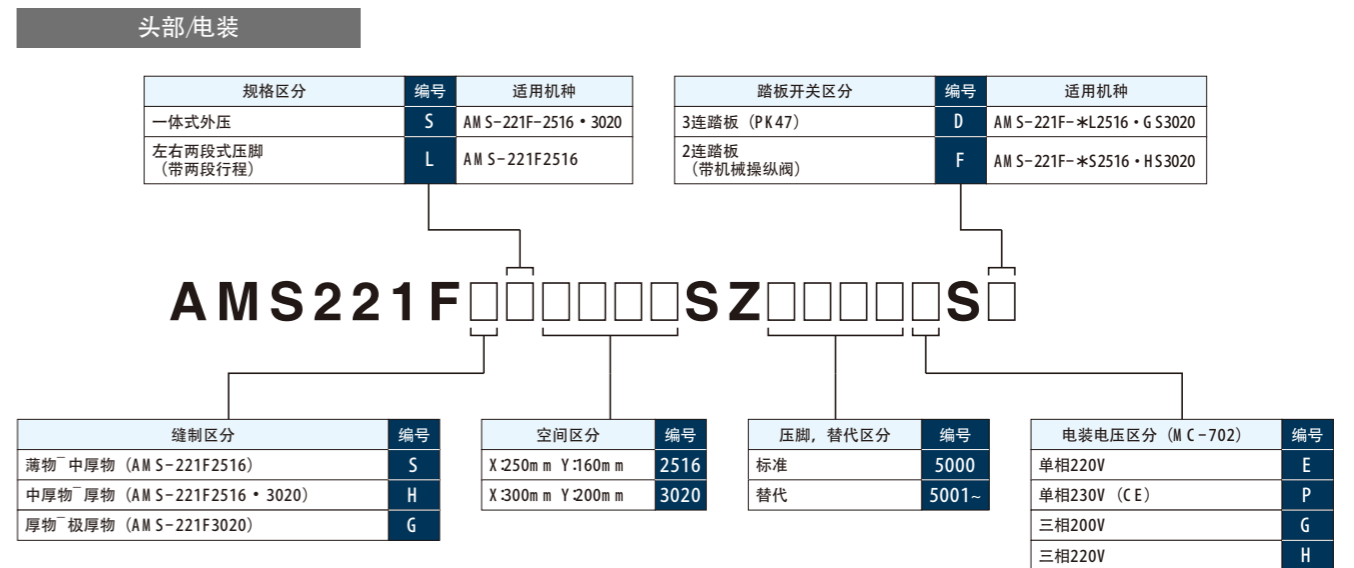 头部/电装
规格区分 编号 适用机种
一体式外压 S AMS-221F-2516・3020
左右两段式压脚
（带两段行程） L AMS-221F2516
踏板开关区分 编号 适用机种
3连踏板（PK47） D AMS-221F-*L2516・GS3020
2连踏板
（带机械操纵阀） F AMS-221F-*S2516・HS3020
AMS221F□□□□□□SZ□□□□□S□
缝制区分 编号
薄物‾中厚物（AMS-221F2516） S
中厚物‾厚物（AMS-221F2516・3020） H
厚物‾极厚物（AMS-221F3020） G
空间区分 编号
X:250mm Y:160mm 2516
X:300mm Y:200mm 3020
压脚，替代区分 编号
标准 5000
替代 5001~
电装电压区分（MC-702） 编号
单相220V E
单相230V（CE） P
三相200V G
三相220V H